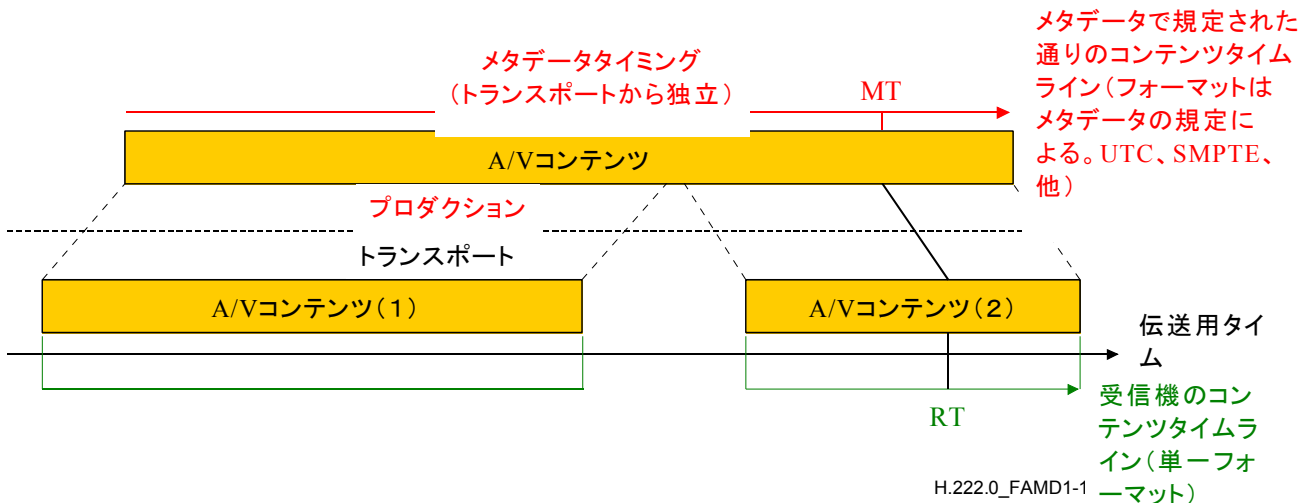 メタデータタイミング
（トランスポートから独立）
MT
メタデータで規定された
通りのコンテンツタイム
ライン（フォーマットは
メタデータの規定に
よる。UTC、SMPTE、
他）
A/Vコンテンツ
プロダクション
トランスポート
A/Vコンテンツ（１）
A/Vコンテンツ（２）
伝送用タイ
ム
RT
受信機のコン
テンツタイムラ
イン（単一フォ
ーマット）
H.222.0_FAMD1-1